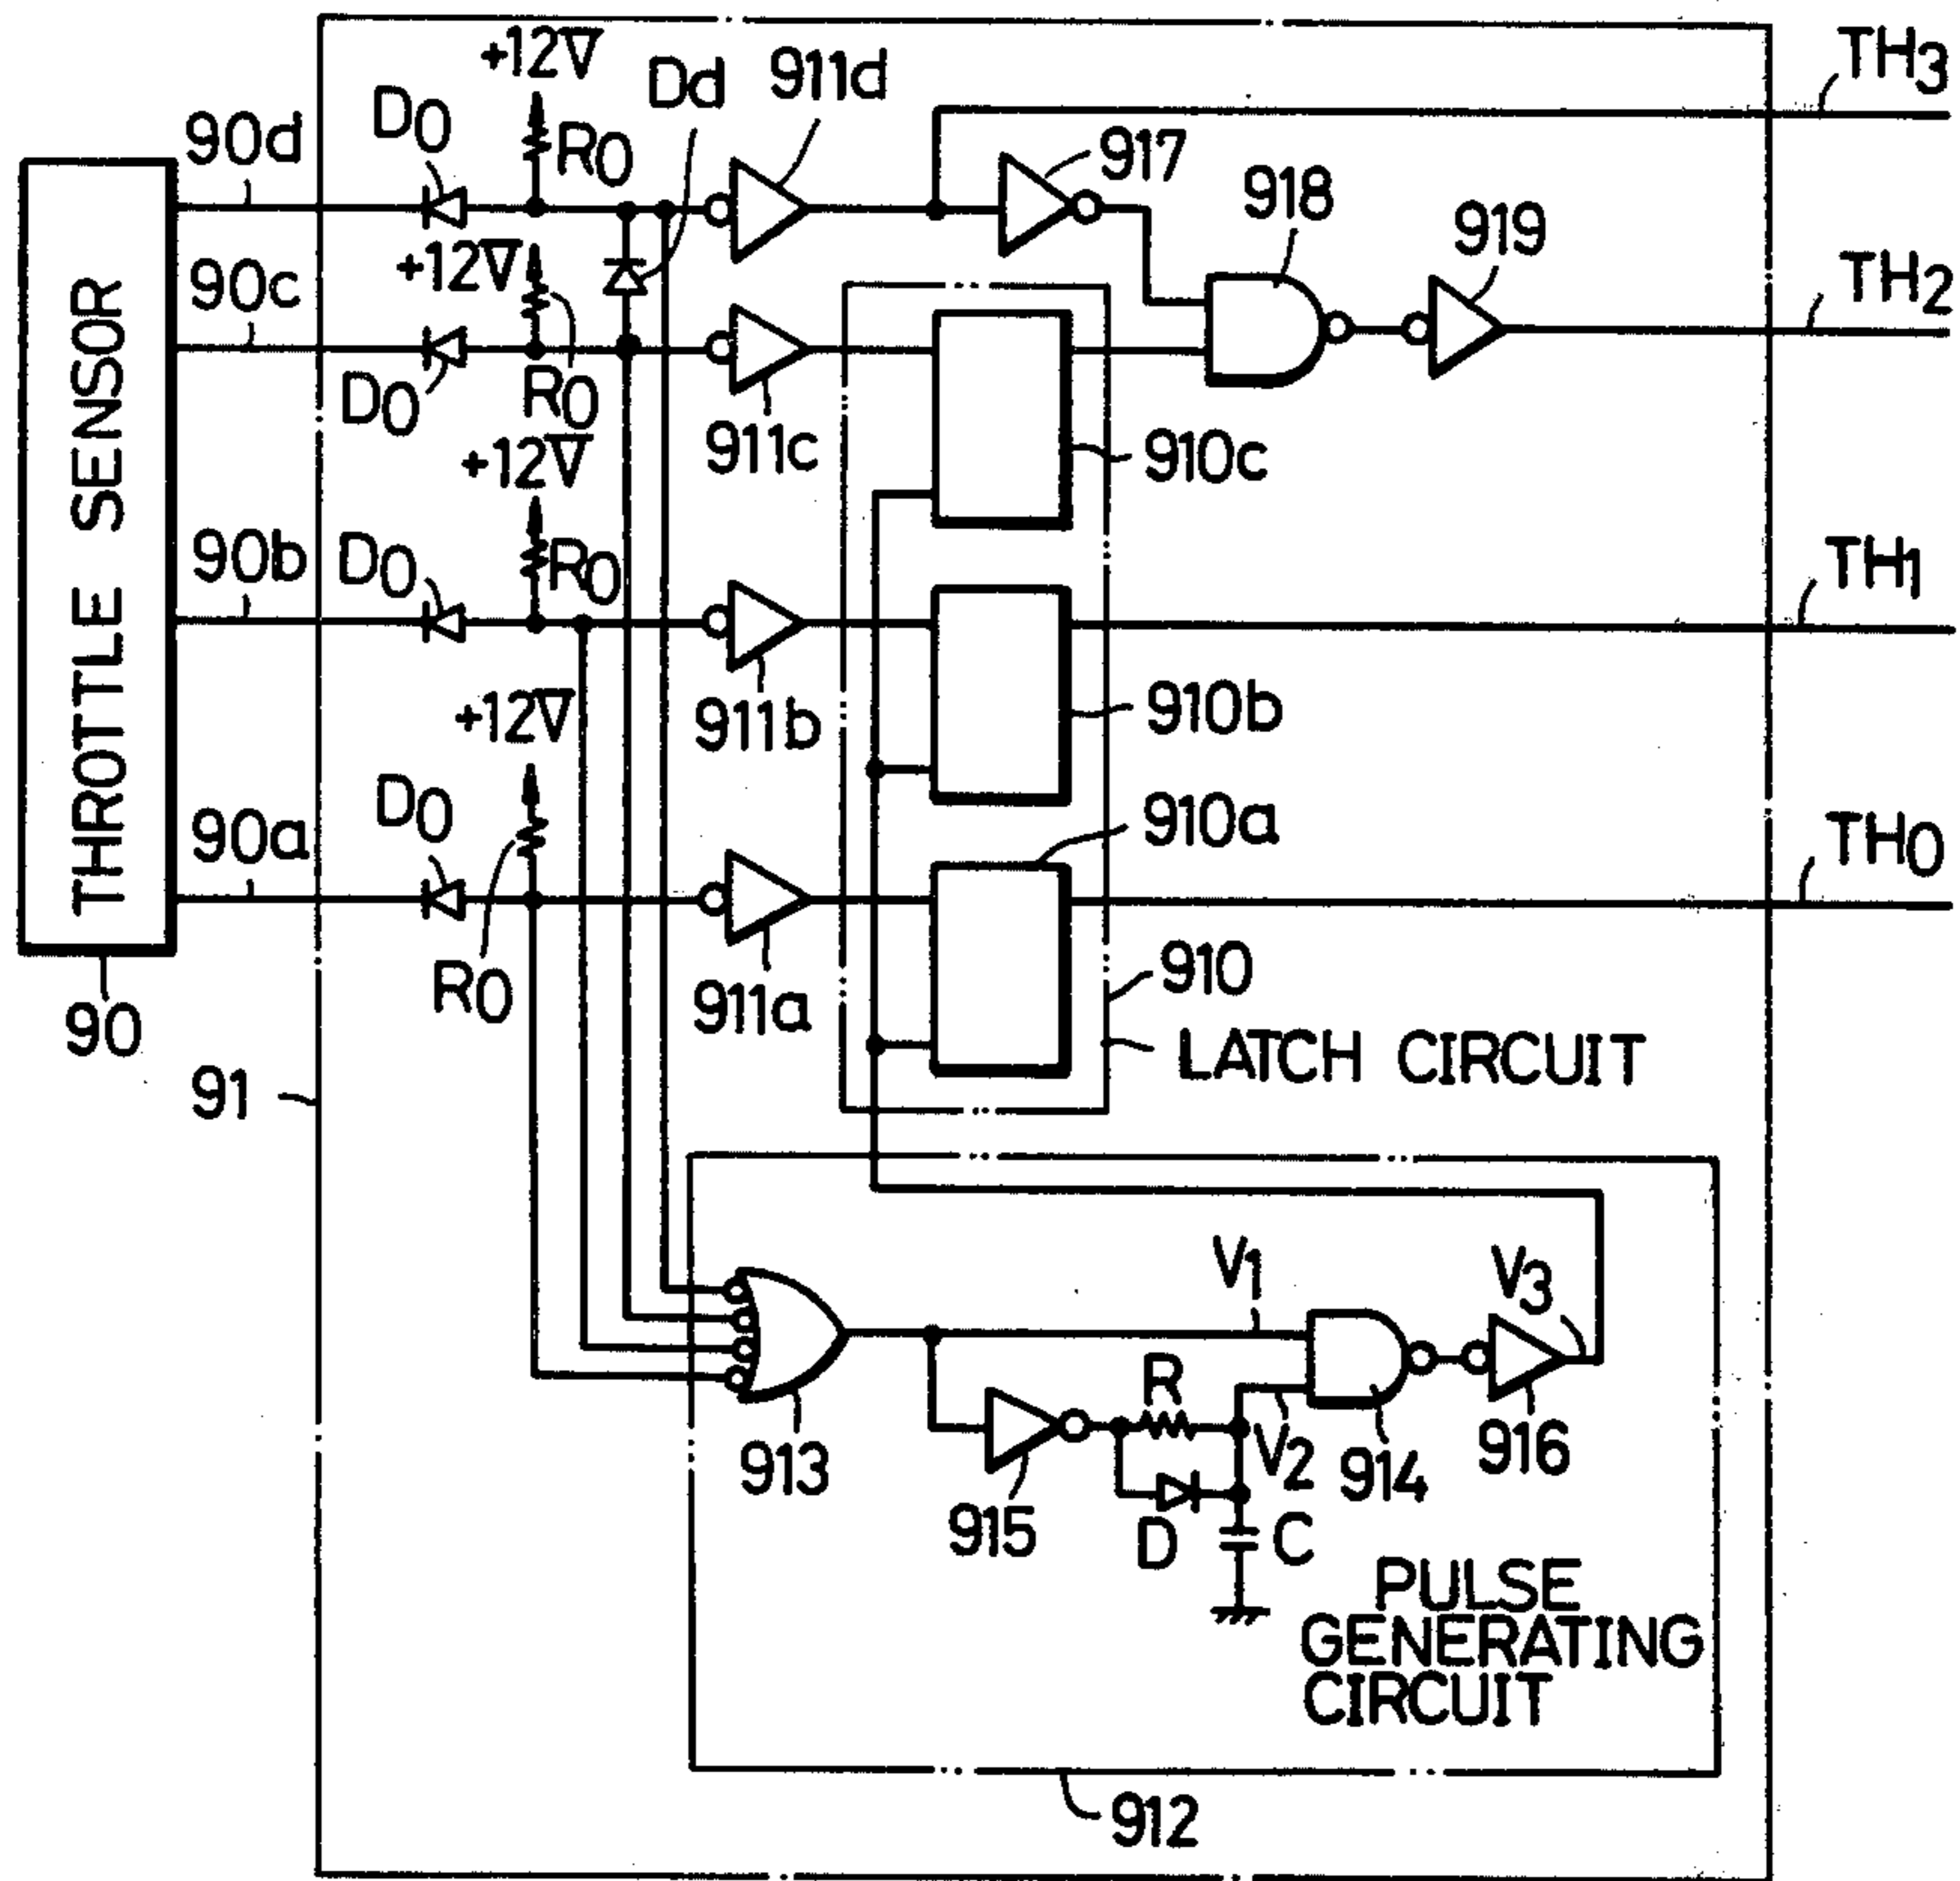 +12V
Dd
911d
TH3
D0
90d
R0
917
918
919
+12V
90c
TH2
D0
R0
911c
910c
+12V
THROTTLE SENSOR
90b
D0
R0
TH1
911b
910b
+12V
D0
910a
90a
TH0
R0
911a
910
90
LATCH CIRCUIT
91
V1
V3
R
913
V2
914
916
915
D
C
PULSE
GENERATING
CIRCUIT
912